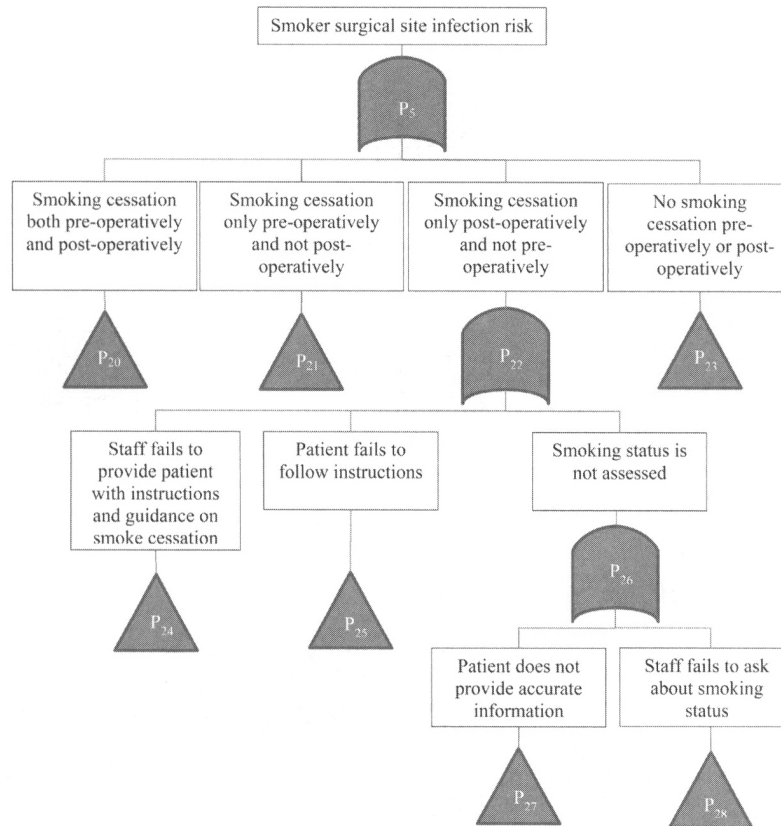 Smoker surgical site infection risk
P5
Smoking cessation
both pre-operatively
and post-operatively
Smoking cessation
only pre-operatively
and not post-
operatively
Smoking cessation
only post-operatively
and not pre-
operatively
No smoking
cessation pre-
operatively or post-
operatively
P20
P21
P22
P23
Staff fails to
provide patient
with instructions
and guidance on
smoke cessation
Patient fails to
follow instructions
Smoking status is
not assessed
P24
P25
P26
Patient does not
provide accurate
information
Staff fails to ask
about smoking
status
P27
P28